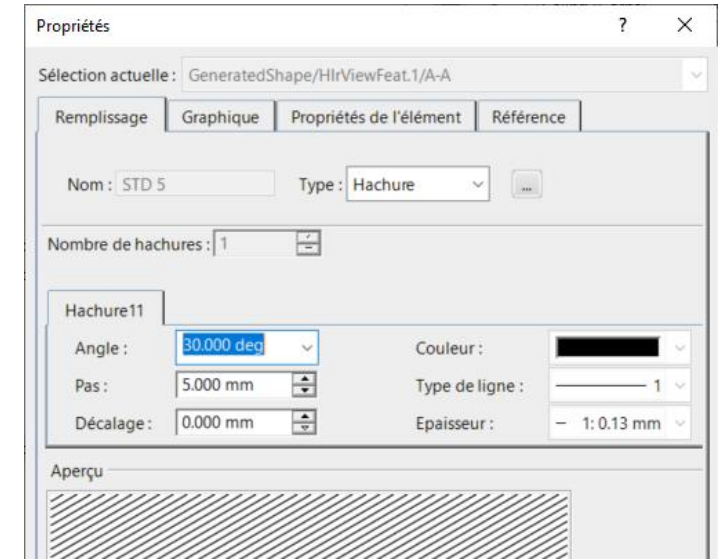 Propriétés ? ×
Sélection actuelle : GeneratedShape/HlrViewFeat.1/A-A
Remplissage Graphique Propriétés de l'élément Référence
Nom : STD 5 Type : Hachure ...
Nombre de hachures : 1
Hachure11
Angle : 30.000 deg Couleur :
Pas : 5.000 mm Type de ligne : 1
Décalage : 0.000 mm Epaisseur : 1: 0.13 mm
Aperçu